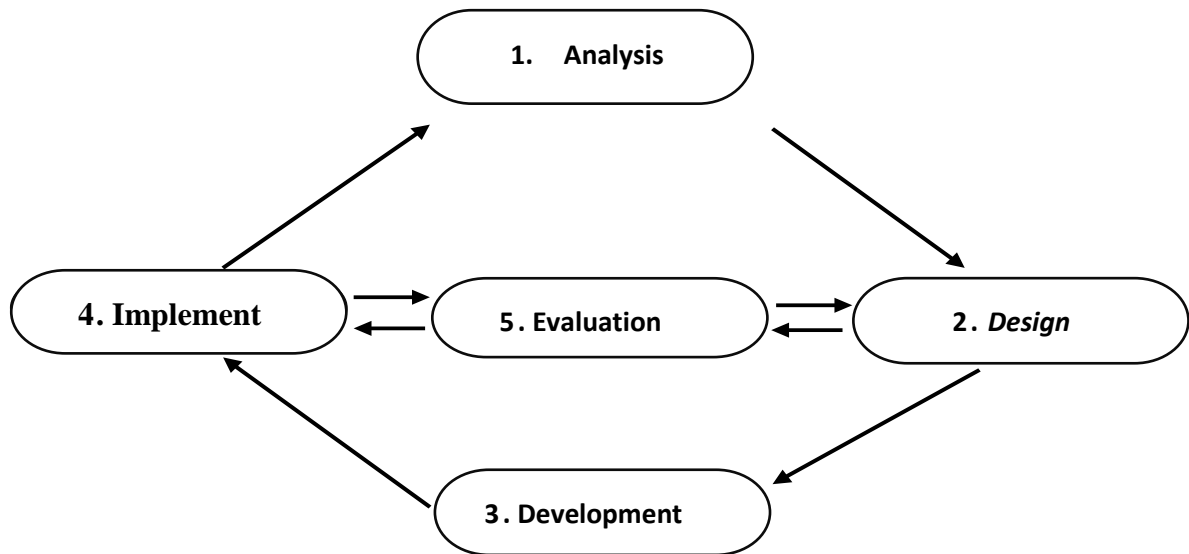 1. Analysis
4. Implement
5. Evaluation
2. Design
3. Development